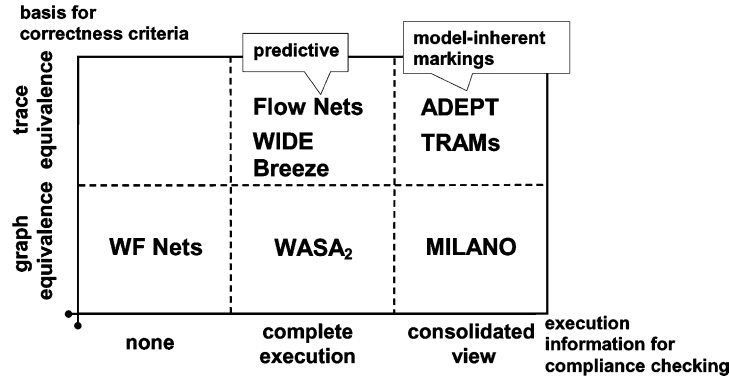 basis for
correctness criteria
predictive
model-inherent
markings
trace
equivalence
Flow Nets
WIDE
Breeze
ADEPT
TRAMs
graph
equivalence
WF Nets
WASA₂
MILANO
none
complete
execution
consolidated
view
execution
information for
compliance checking